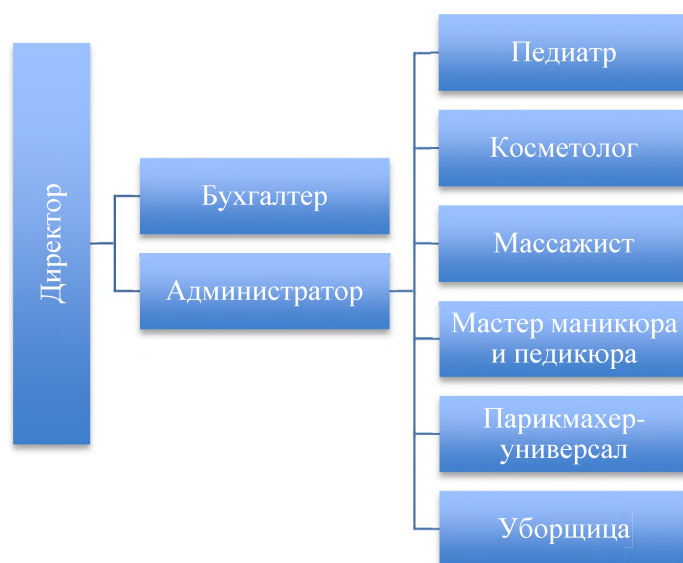 Директор
Бухгалтер
Администратор
Педиатр
Косметолог
Массажист
Мастер маникюра
и педикюра
Парикмахер-
универсал
Уборщица